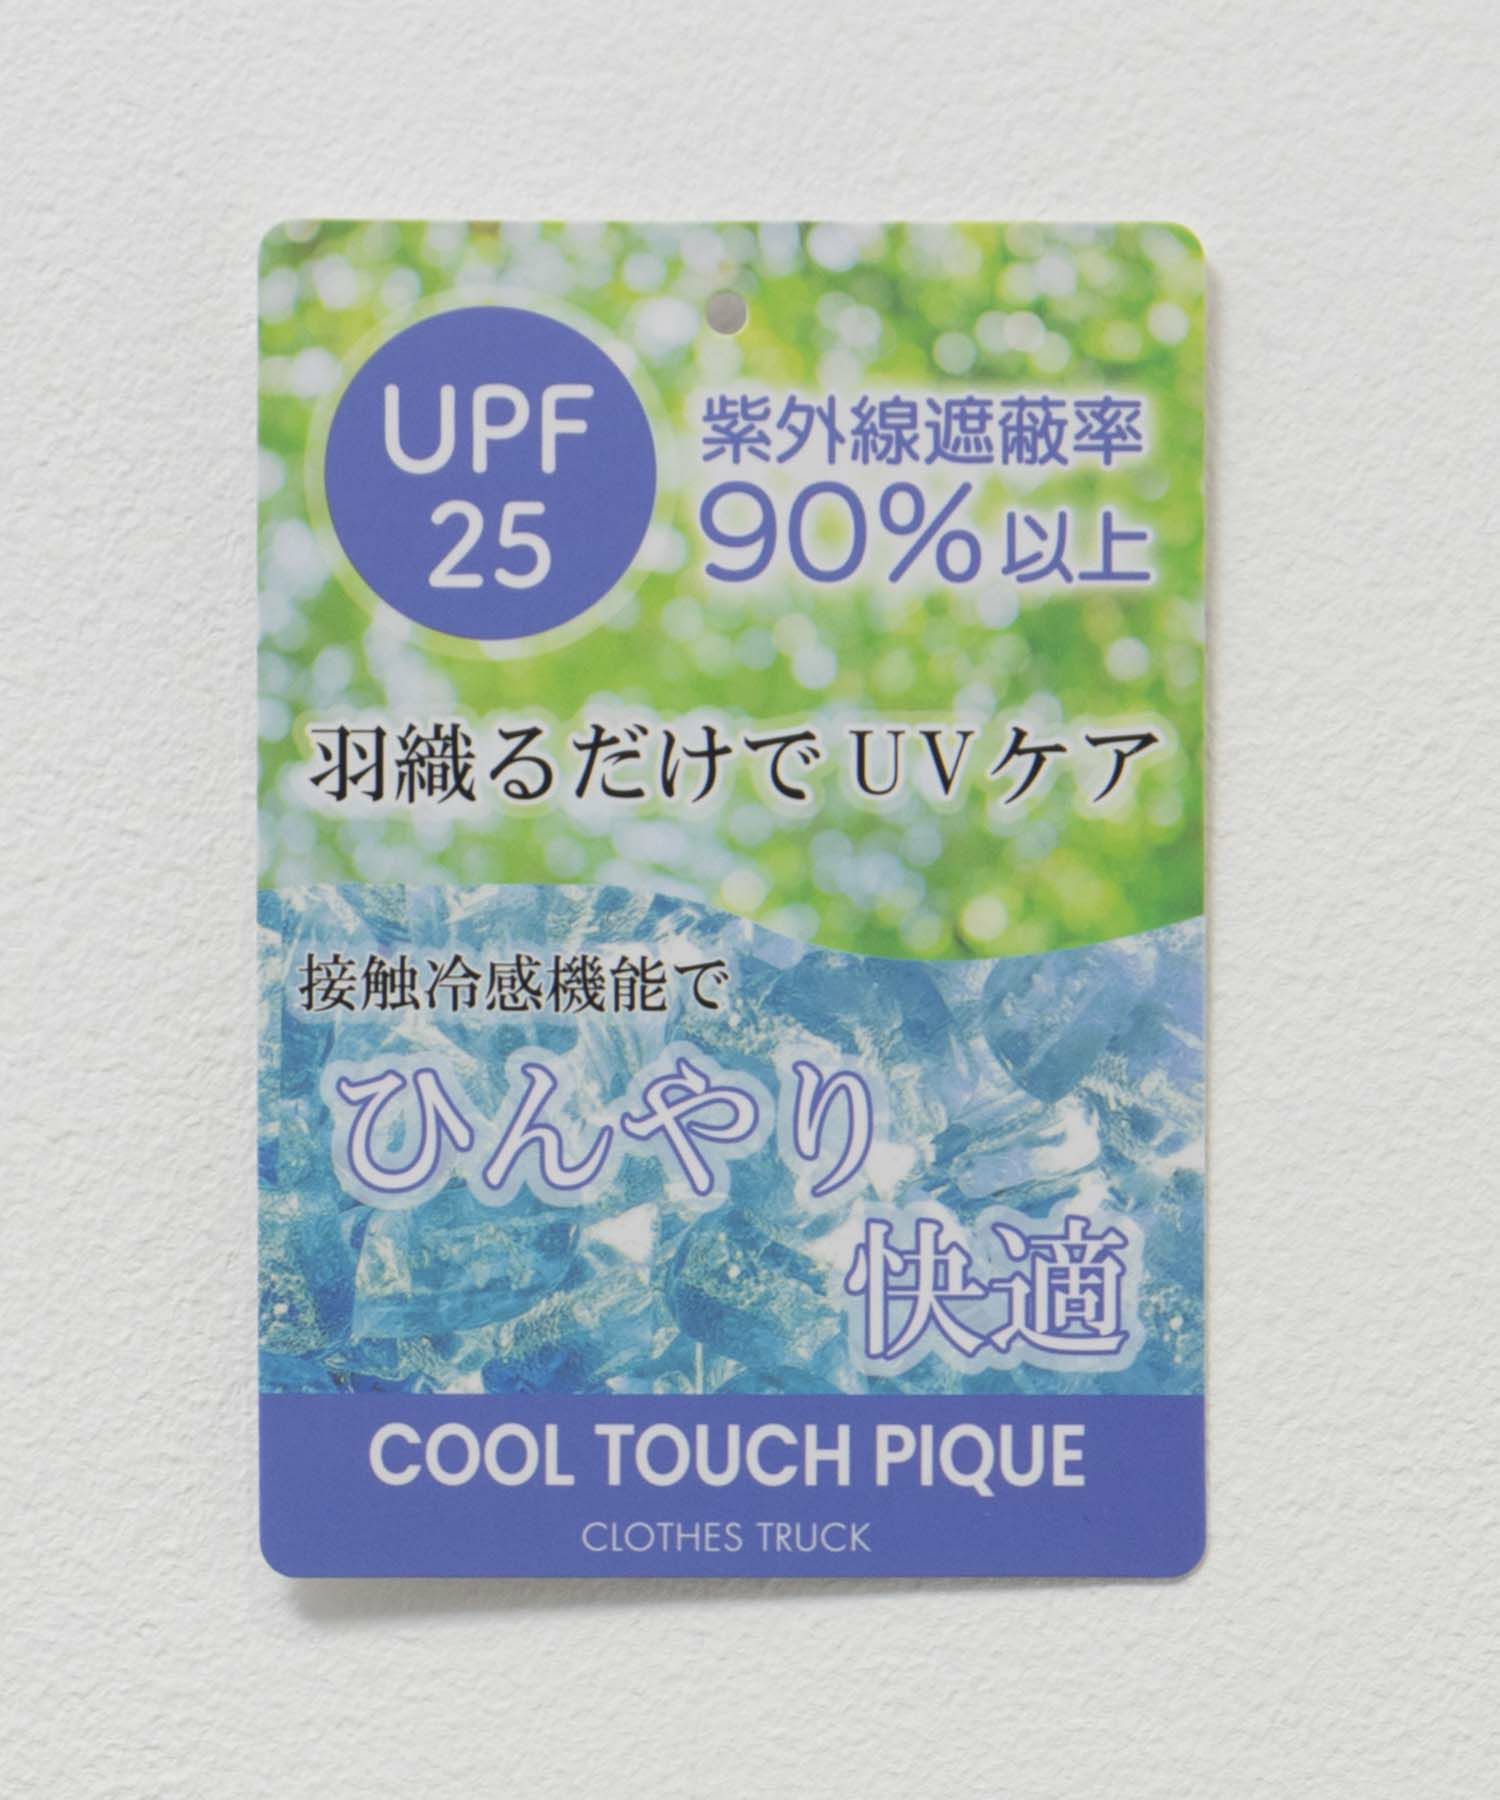 UPF
25
紫外線遮蔽率
90%以上
羽織るだけでUVケア
接触冷感機能で
ひんやり
快適
COOL TOUCH PIQUE
CLOTHES TRUCK